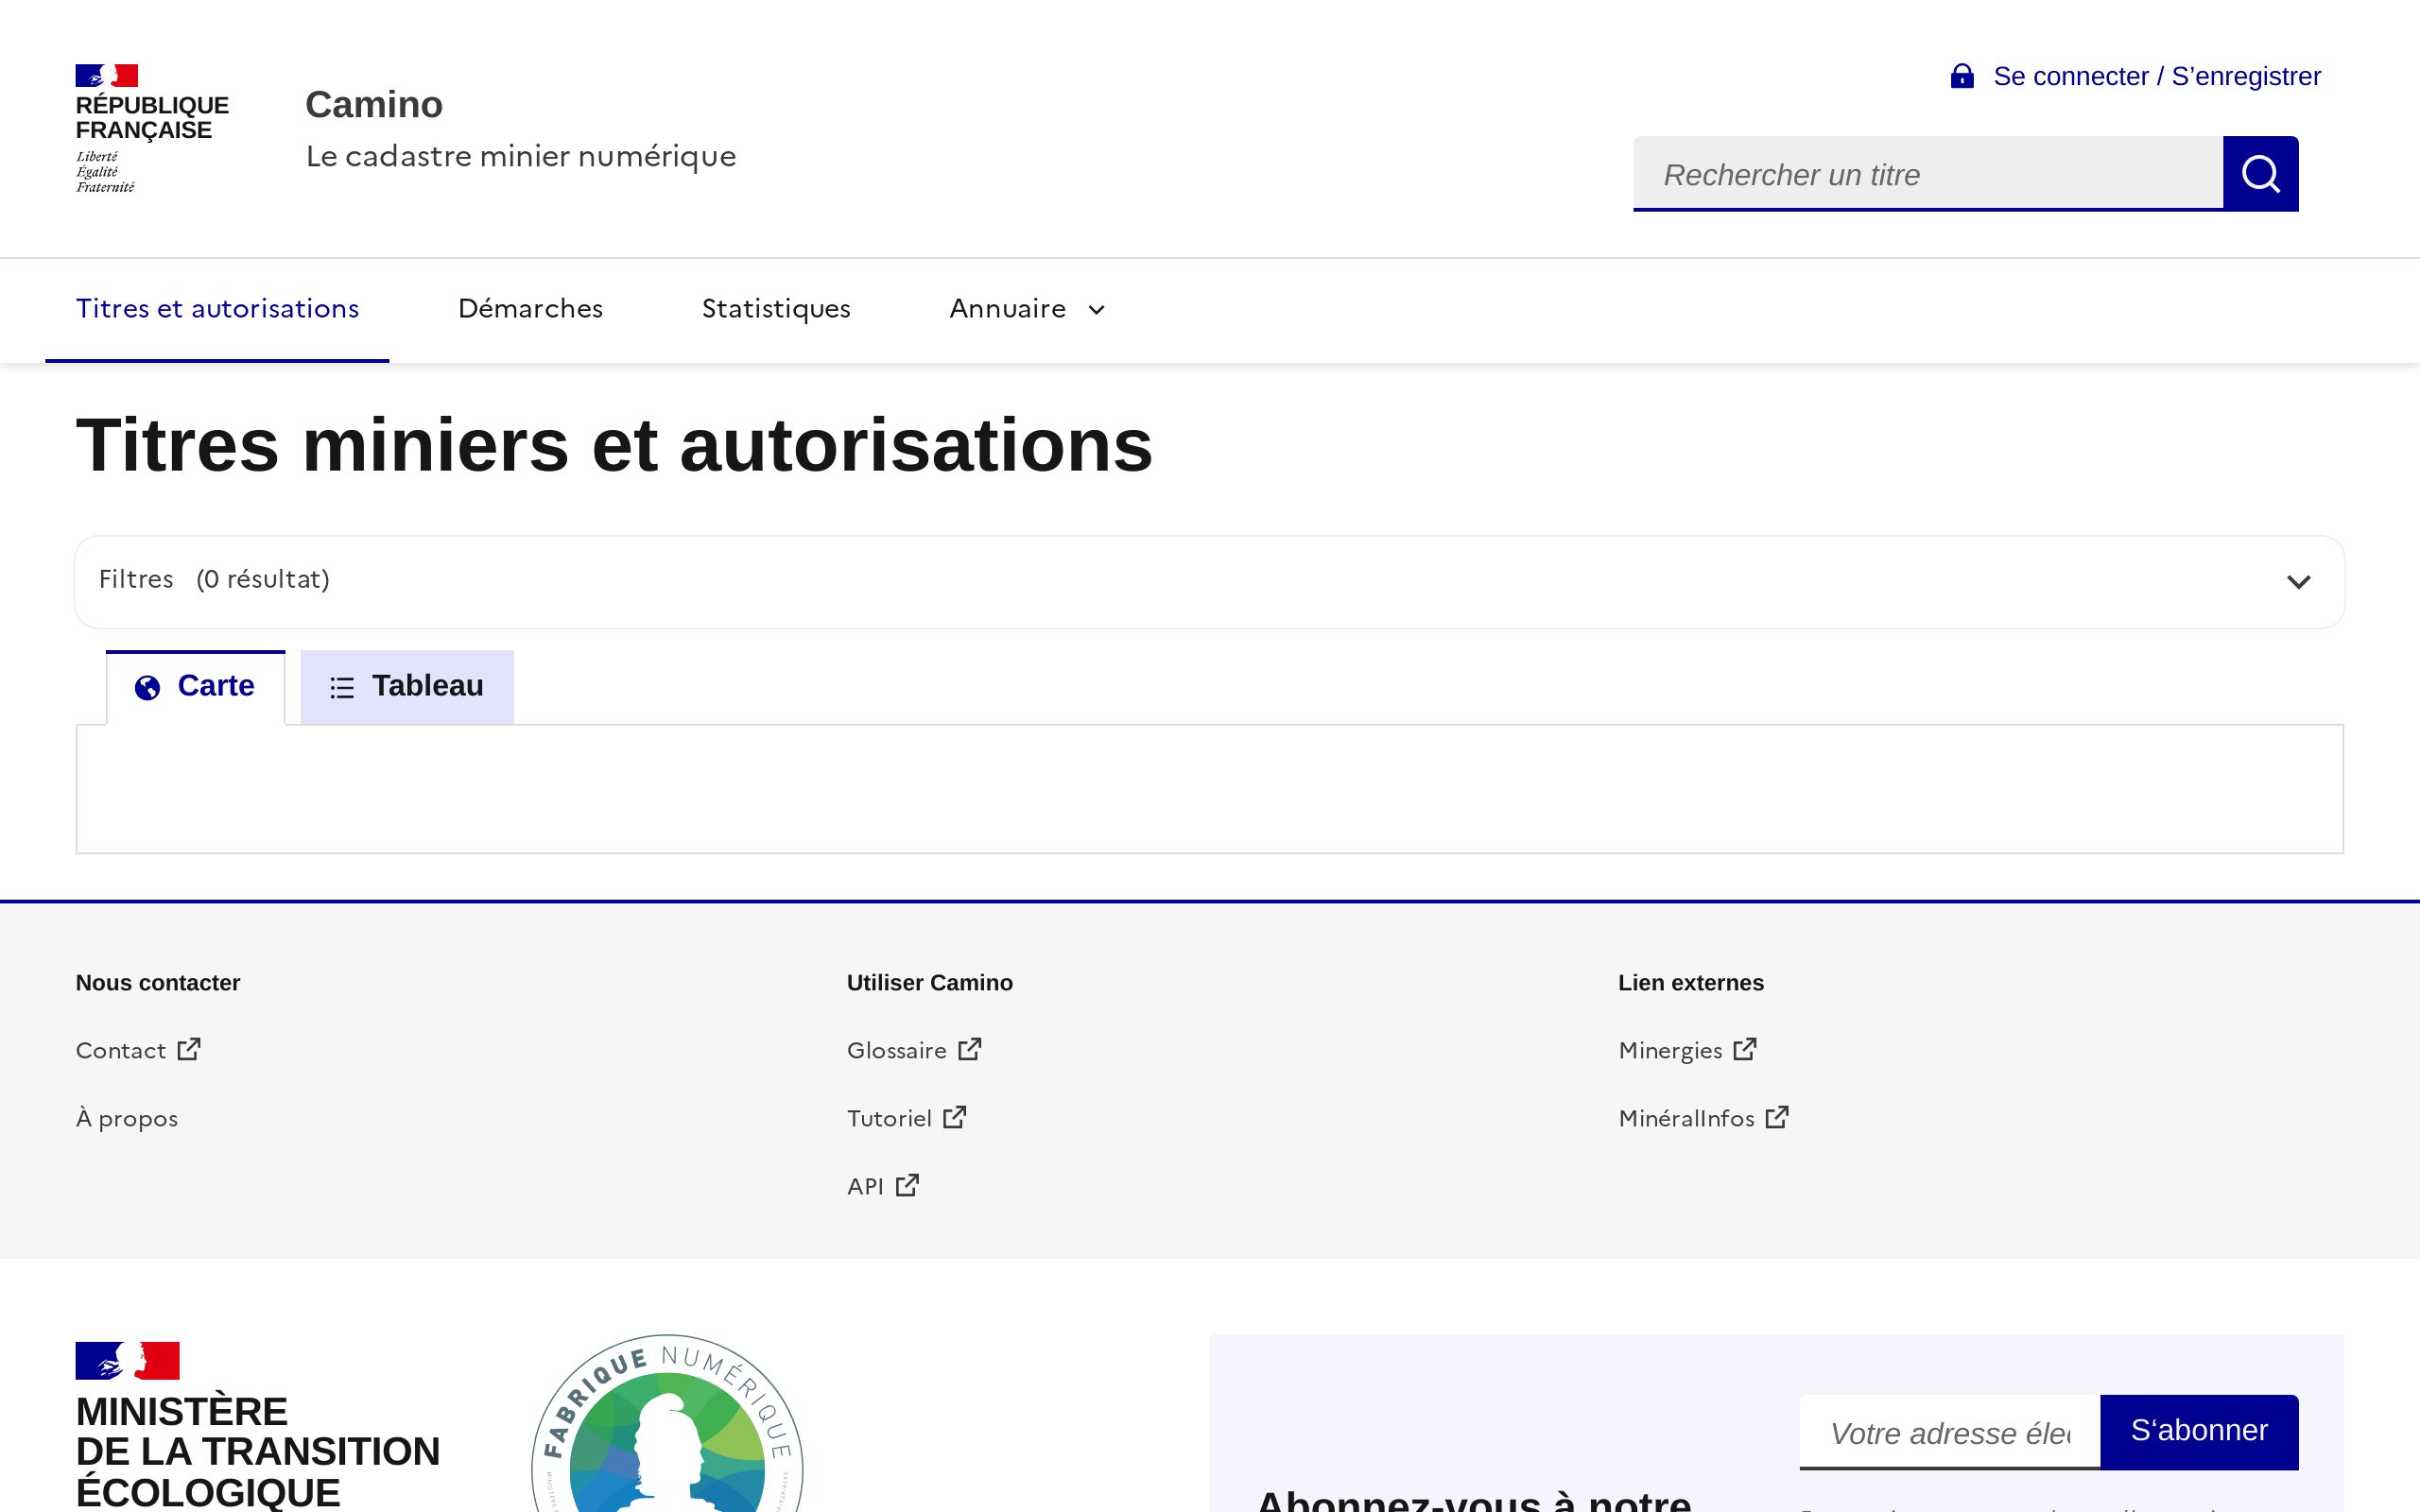 RÉPUBLIQUE
FRANÇAISE
Liberté
Égalité
Fraternité
Camino
Le cadastre minier numérique
Se connecter / S’enregistrer
Rechercher un titre
Titres et autorisations
Démarches
Statistiques
Annuaire
Titres miniers et autorisations
Filtres (0 résultat)
Carte
Tableau
Nous contacter
Contact
À propos
Utiliser Camino
Glossaire
Tutoriel
API
Lien externes
Minergies
MinéralInfos
MINISTÈRE
DE LA TRANSITION
ÉCOLOGIQUE
FABRIQUE NUMÉRIQUE
Abonnez-vous à notre
Votre adresse éle
S‘abonner